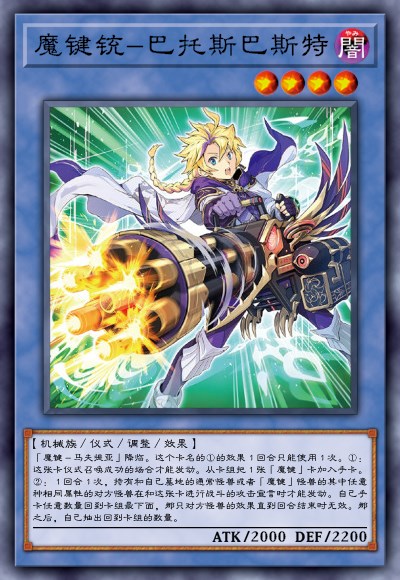 魔键铳-巴托斯巴斯特
闇
やみ
【机械族/仪式/调整/效果】
「魔键-马夫提亚」降临。这个卡名的①的效果1回合只能使用1次。①:
这张卡仪式召唤成功的场合才能发动。从卡组把1张「魔键」卡加入手卡。
②:1回合1次,持有和自己墓地的通常怪兽或者「魔键」怪兽的其中任意
种相同属性的对方怪兽在和这张卡进行战斗的攻击宣言时才能发动。自己手
卡任意数量回到卡组最下面,那只对方怪兽的效果直到回合结束时无效。那
之后,自己抽出回到卡组的数量。
ATK/2000 DEF/2200